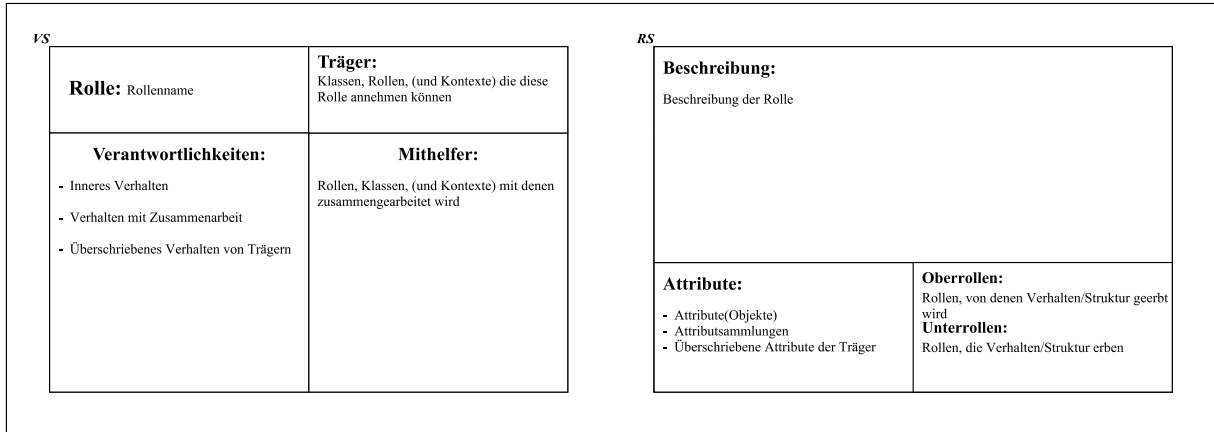 VS
Rolle: Rollenname
Träger:
Klassen, Rollen, (und Kontexte) die diese
Rolle annehmen können
Verantwortlichkeiten:
- Inneres Verhalten
- Verhalten mit Zusammenarbeit
- Überschriebenes Verhalten von Trägern
Mithelfer:
Rollen, Klassen, (und Kontexte) mit denen
zusammengearbeitet wird
RS
Beschreibung:
Beschreibung der Rolle
Attribute:
- Attribute(Objekte)
- Attributsammlungen
- Überschriebene Attribute der Träger
Oberrollen:
Rollen, von denen Verhalten/Struktur geerbt
wird
Unterrollen:
Rollen, die Verhalten/Struktur erben